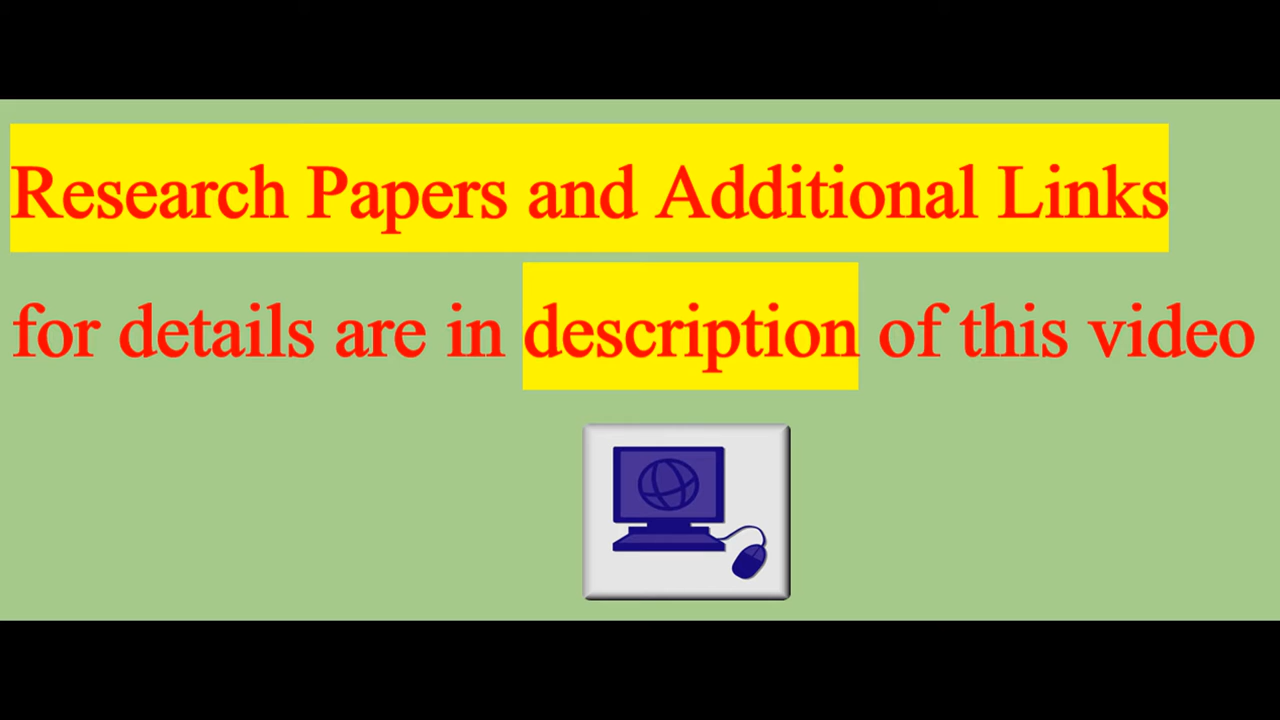 Research Papers and Additional Links
for details are in description of this video